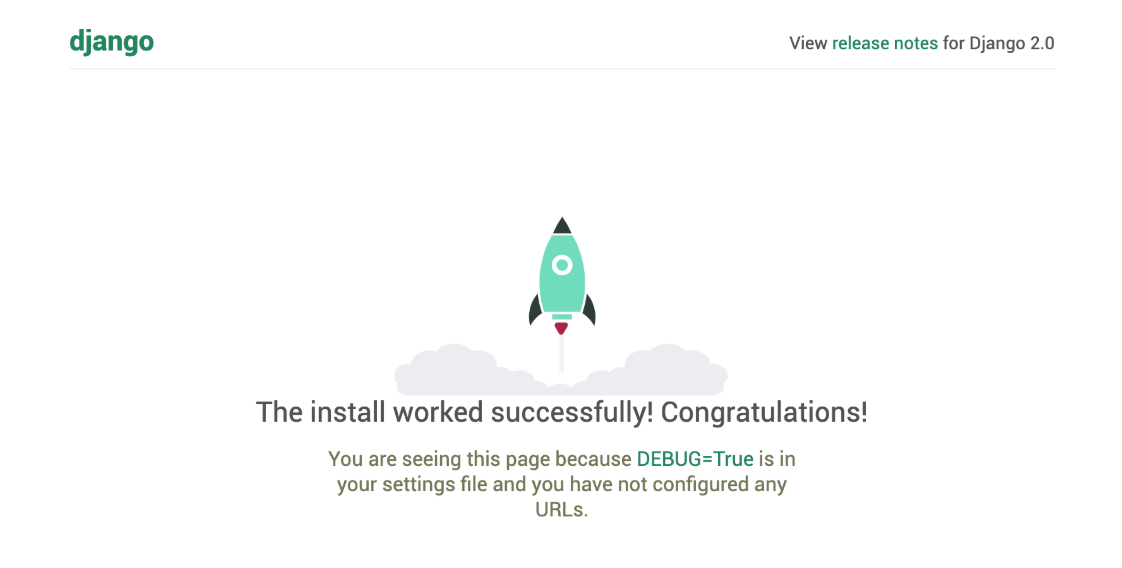 django
View release notes for Django 2.0
The install worked successfully! Congratulations!
You are seeing this page because DEBUG=True is in
your settings file and you have not configured any
URLs.